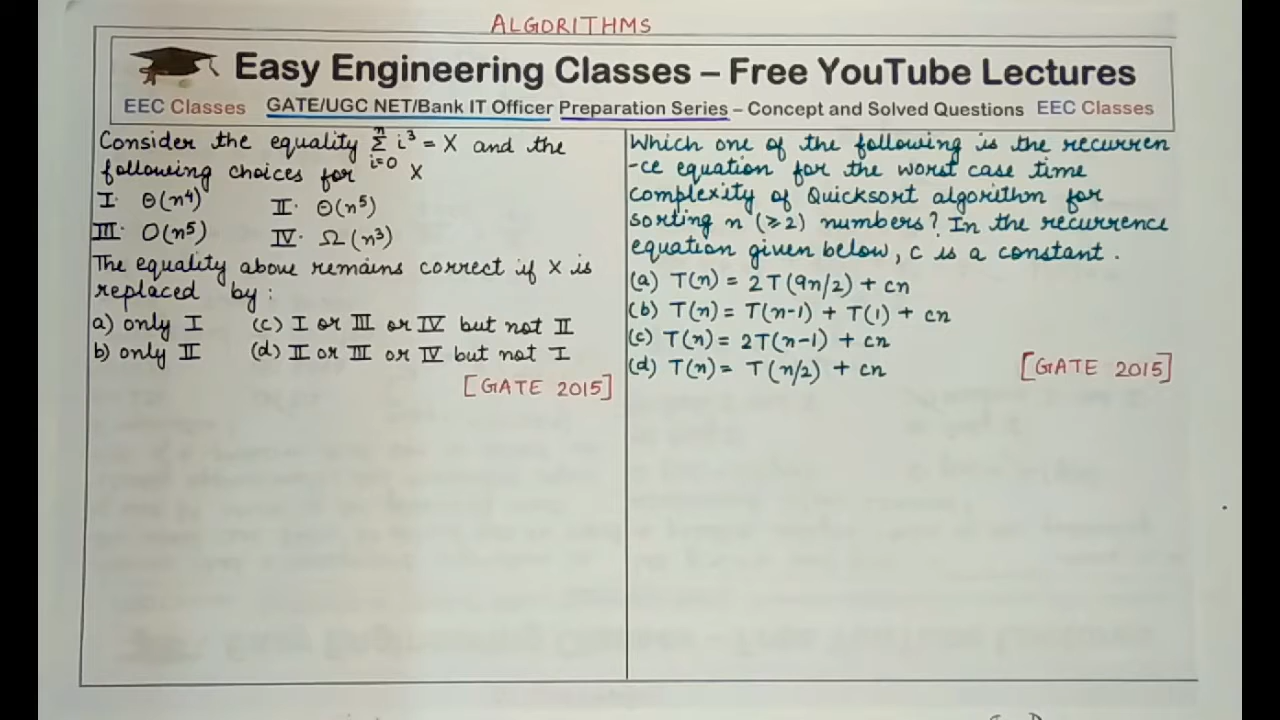 ALGORITHMS
Easy Engineering Classes – Free YouTube Lectures
EEC Classes GATE/UGC NET/Bank IT Officer Preparation Series – Concept and Solved Questions EEC Classes
Consider the equality n Σ i=0 i³ = X and the
following choices for X
I. Θ(n⁴) II. Θ(n⁵)
III. O(n⁵) IV. Ω(n³)
The equality above remains correct if X is
replaced by:
a) only I (c) I or III or IV but not II
b) only II (d) II or III or IV but not I
[GATE 2015]
Which one of the following is the recurren
-ce equation for the worst case time
complexity of Quicksort algorithm for
sorting n (≥2) numbers? In the recurrence
equation given below, c is a constant.
(a) T(n) = 2T(9n/2) + cn
(b) T(n) = T(n-1) + T(1) + cn
(c) T(n) = 2T(n-1) + cn
(d) T(n) = T(n/2) + cn
[GATE 2015]